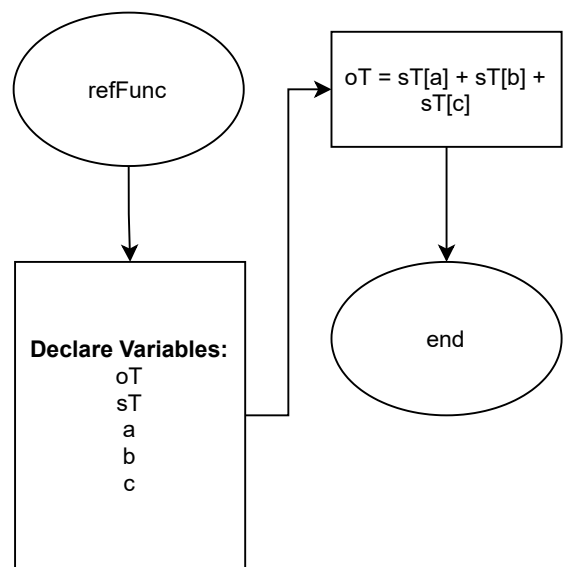 refFunc
Declare Variables:
oT
sT
a
b
c
oT = sT[a] + sT[b] +
sT[c]
end